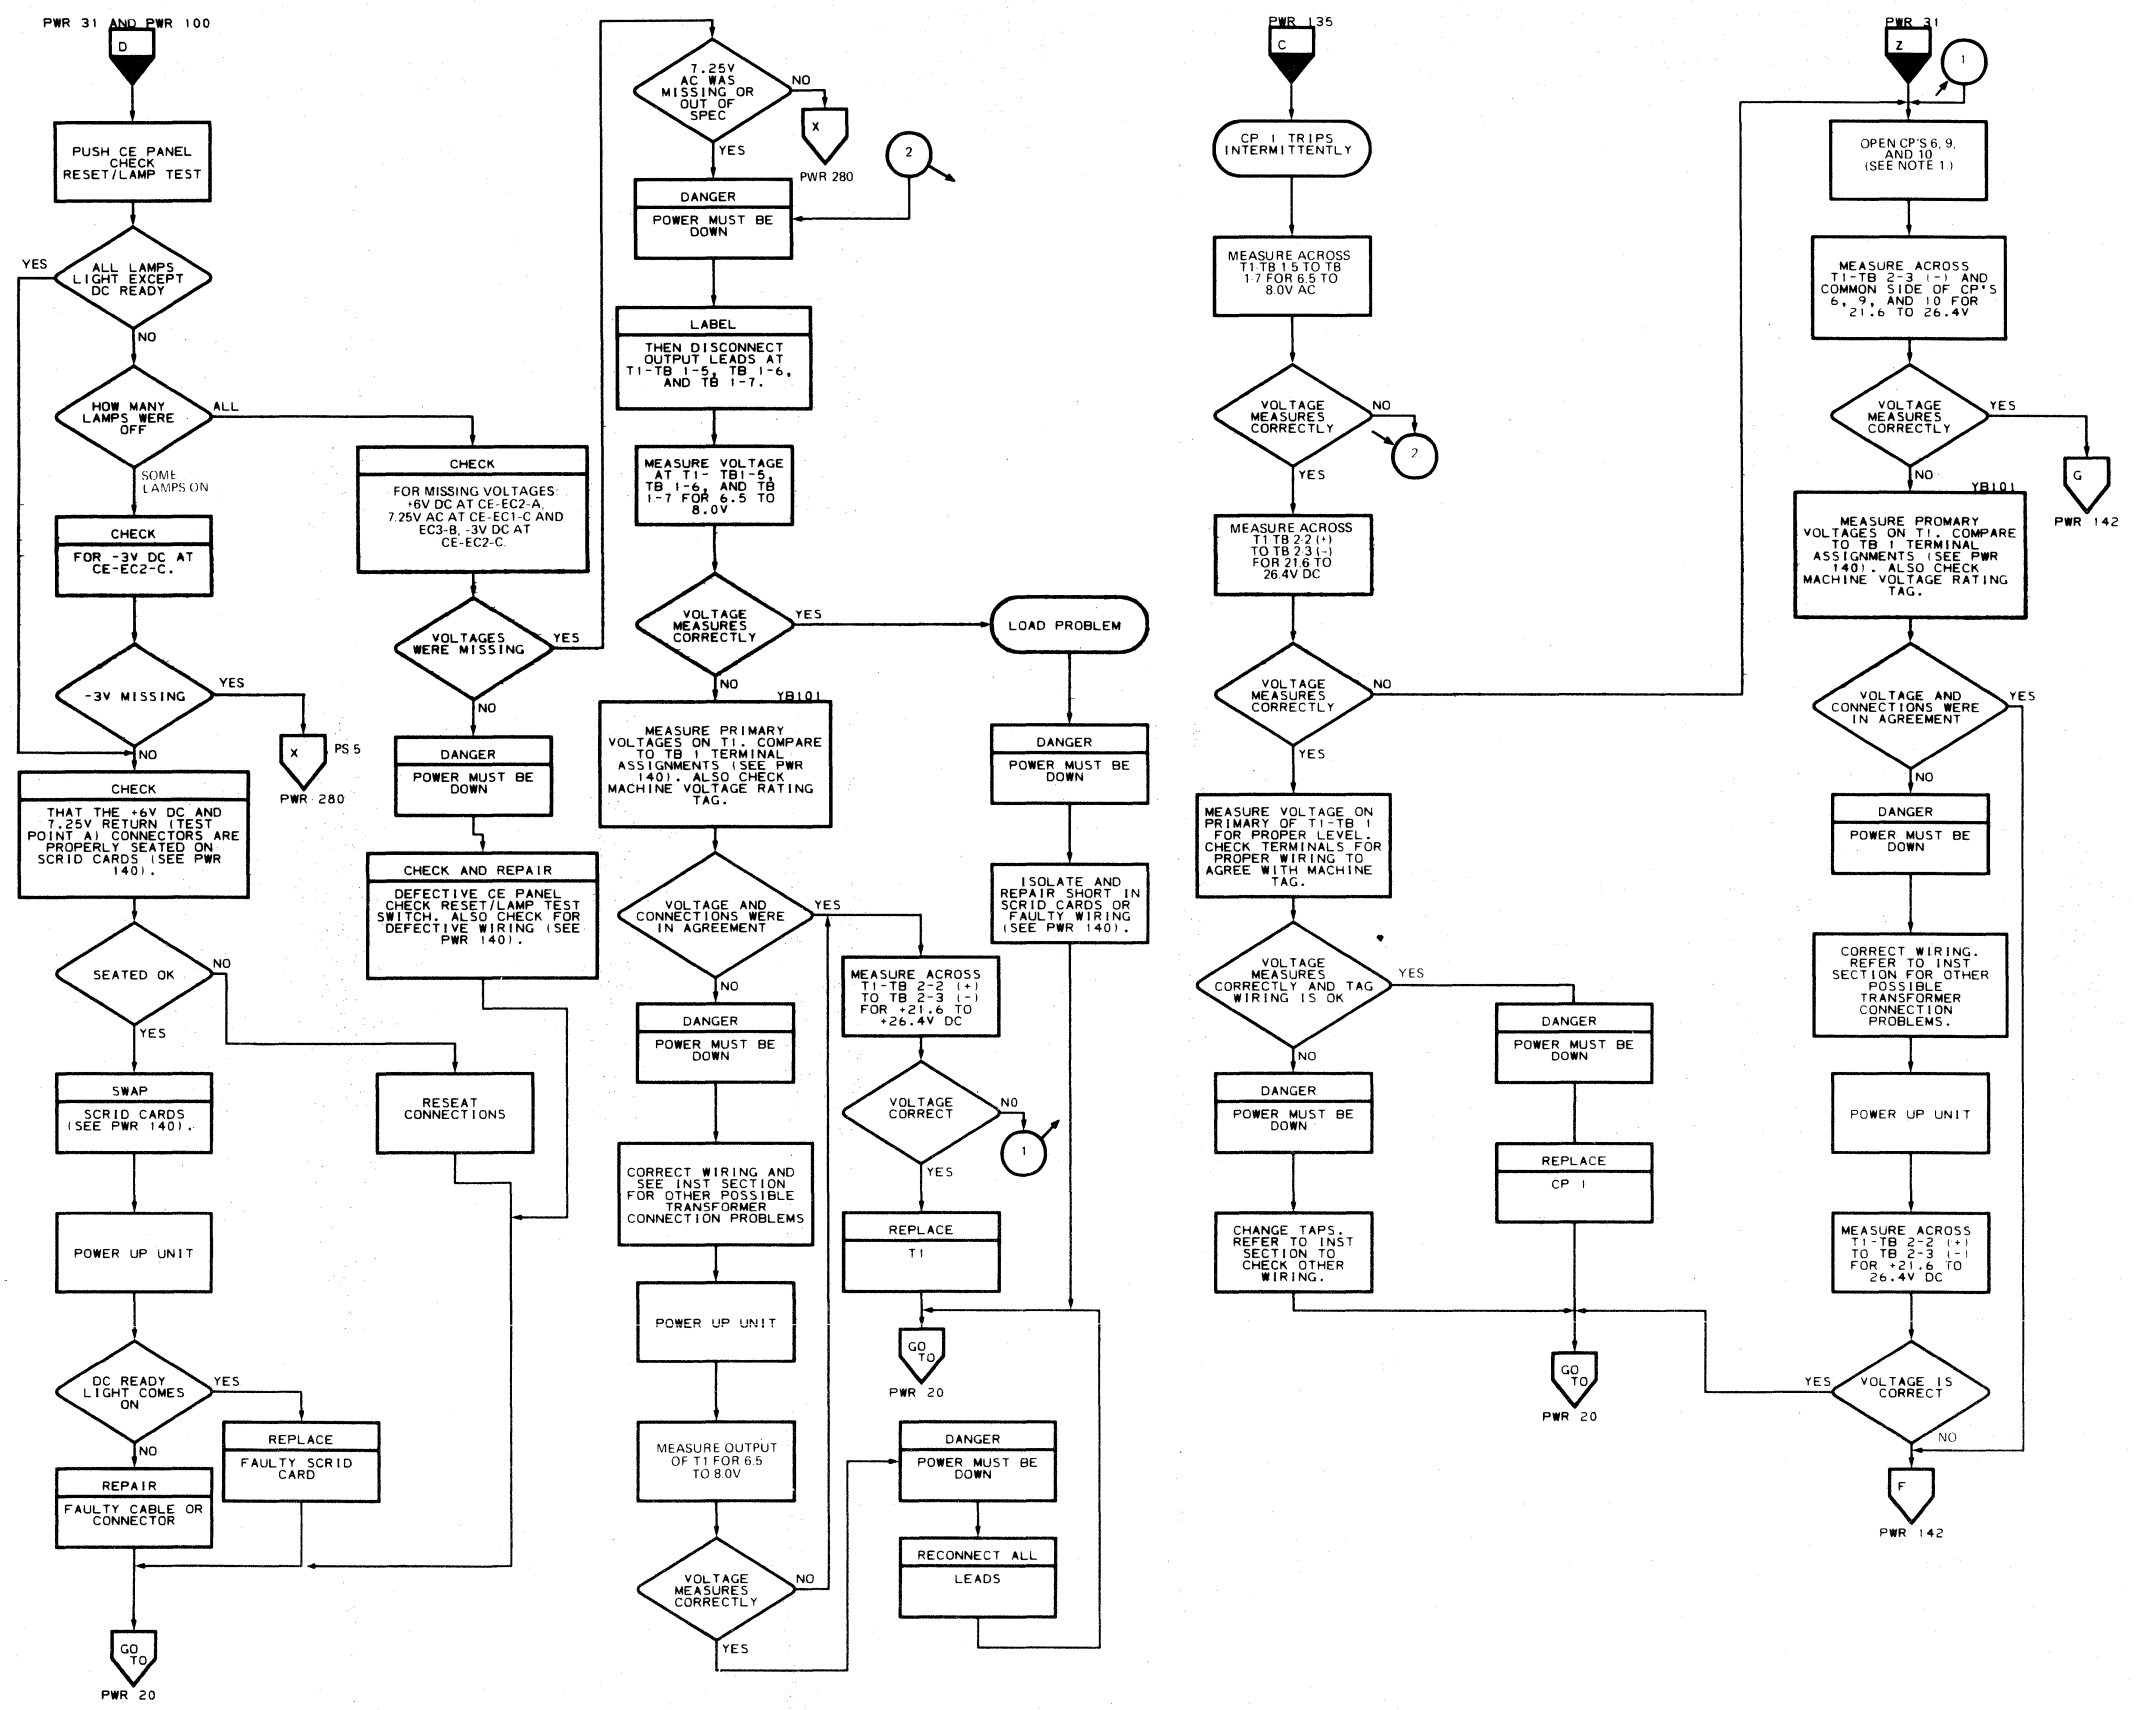 PWR 31 AND PWR 100
D
PUSH CE PANEL
CHECK
RESET/LAMP TEST
ALL LAMPS
LIGHT EXCEPT
DC READY
YES
NO
HOW MANY
LAMPS WERE
OFF
ALL
SOME
LAMPS ON
CHECK
FOR -3V DC AT
CE-EC2-C.
-3V MISSING
YES
NO
X
PS 5
PWR 280
CHECK
THAT THE +6V DC AND
7.25V RETURN (TEST
POINT A) CONNECTORS ARE
PROPERLY SEATED ON
SCRID CARDS (SEE PWR
140).
SEATED OK
NO
YES
SWAP
SCRID CARDS
(SEE PWR 140).
POWER UP UNIT
DC READY
LIGHT COMES
ON
YES
NO
REPLACE
FAULTY SCRID
CARD
REPAIR
FAULTY CABLE OR
CONNECTOR
GO
TO
PWR 20
CHECK
FOR MISSING VOLTAGES:
+6V DC AT CE-EC2-A,
7.25V AC AT CE-EC1-C AND
EC3-B, -3V DC AT
CE-EC2-C.
VOLTAGES
WERE MISSING
YES
NO
DANGER
POWER MUST BE
DOWN
CHECK AND REPAIR
DEFECTIVE CE PANEL
CHECK RESET/LAMP TEST
SWITCH. ALSO CHECK FOR
DEFECTIVE WIRING (SEE
PWR 140).
RESEAT
CONNECTIONS
7.25V
AC WAS
MISSING OR
OUT OF
SPEC
NO
YES
X
PWR 280
2
DANGER
POWER MUST BE
DOWN
LABEL
THEN DISCONNECT
OUTPUT LEADS AT
T1-TB 1-5, TB 1-6,
AND TB 1-7.
MEASURE VOLTAGE
AT T1- TB1-5,
TB 1-6, AND TB
1-7 FOR 6.5 TO
8.0V
VOLTAGE
MEASURES
CORRECTLY
YES
NO
LOAD PROBLEM
YB101
MEASURE PRIMARY
VOLTAGES ON T1. COMPARE
TO TB 1 TERMINAL
ASSIGNMENTS (SEE PWR
140). ALSO CHECK
MACHINE VOLTAGE RATING
TAG.
VOLTAGE AND
CONNECTIONS WERE
IN AGREEMENT
YES
NO
DANGER
POWER MUST BE
DOWN
CORRECT WIRING AND
SEE INST SECTION
FOR OTHER POSSIBLE
TRANSFORMER
CONNECTION PROBLEMS
POWER UP UNIT
MEASURE OUTPUT
OF T1 FOR 6.5
TO 8.0V
VOLTAGE
MEASURES
CORRECTLY
NO
YES
MEASURE ACROSS
T1-TB 2-2 (+)
TO TB 2-3 (-)
FOR +21.6 TO
+26.4V DC
VOLTAGE
CORRECT
NO
1
YES
REPLACE
T1
GO
TO
PWR 20
DANGER
POWER MUST BE
DOWN
RECONNECT ALL
LEADS
DANGER
POWER MUST BE
DOWN
ISOLATE AND
REPAIR SHORT IN
SCRID CARDS OR
FAULTY WIRING
(SEE PWR 140).
PWR 135
C
CP 1 TRIPS
INTERMITTENTLY
MEASURE ACROSS
T1-TB 1-5 TO TB
1-7 FOR 6.5 TO
8.0V AC
VOLTAGE
MEASURES
CORRECTLY
NO
2
YES
MEASURE ACROSS
T1 TB 2-2 (+)
TO TB 2-3 (-)
FOR 21.6 TO
26.4V DC
VOLTAGE
MEASURES
CORRECTLY
NO
YES
MEASURE VOLTAGE ON
PRIMARY OF T1-TB 1
FOR PROPER LEVEL.
CHECK TERMINALS FOR
PROPER WIRING TO
AGREE WITH MACHINE
TAG.
VOLTAGE
MEASURES
CORRECTLY AND TAG
WIRING IS OK
YES
NO
DANGER
POWER MUST BE
DOWN
CHANGE TAPS.
REFER TO INST
SECTION TO
CHECK OTHER
WIRING.
DANGER
POWER MUST BE
DOWN
REPLACE
CP 1
GO
TO
PWR 20
PWR 31
Z
1
OPEN CP'S 6, 9,
AND 10
(SEE NOTE 1.)
MEASURE ACROSS
T1-TB 2-3 (-) AND
COMMON SIDE OF CP'S
6, 9, AND 10 FOR
21.6 TO 26.4V
VOLTAGE
MEASURES
CORRECTLY
YES
NO
G
PWR 142
YB101
MEASURE PROMARY
VOLTAGES ON T1. COMPARE
TO TB 1 TERMINAL
ASSIGNMENTS (SEE PWR
140). ALSO CHECK
MACHINE VOLTAGE RATING
TAG.
VOLTAGE AND
CONNECTIONS WERE
IN AGREEMENT
YES
NO
DANGER
POWER MUST BE
DOWN
CORRECT WIRING.
REFER TO INST
SECTION FOR OTHER
POSSIBLE
TRANSFORMER
CONNECTION
PROBLEMS.
POWER UP UNIT
MEASURE ACROSS
T1-TB 2-2 (+)
TO TB 2-3 (-)
FOR +21.6 TO
26.4V DC
VOLTAGE IS
CORRECT
YES
NO
F
PWR 142